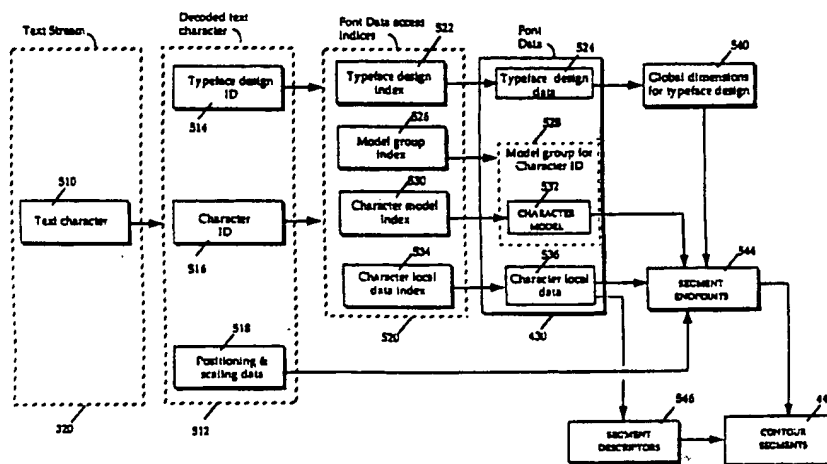 Text Stream
Decoded text
character
Font Data access
indices
Font
Data
522
524
540
Typeface design
ID
514
Typeface design
index
Typeface design
data
Global dimensions
for typeface design
526
528
Model group
index
Model group for
Character ID
510
530
532
Text character
Character
ID
516
Character model
index
CHARACTER
MODEL
534
536
544
Character local
data index
Character local
data
SEGMENT
ENDPOINTS
518
520
430
Positioning &
scaling data
320
512
546
44
SEGMENT
DESCRIPTORS
CONTOUR
SEGMENTS